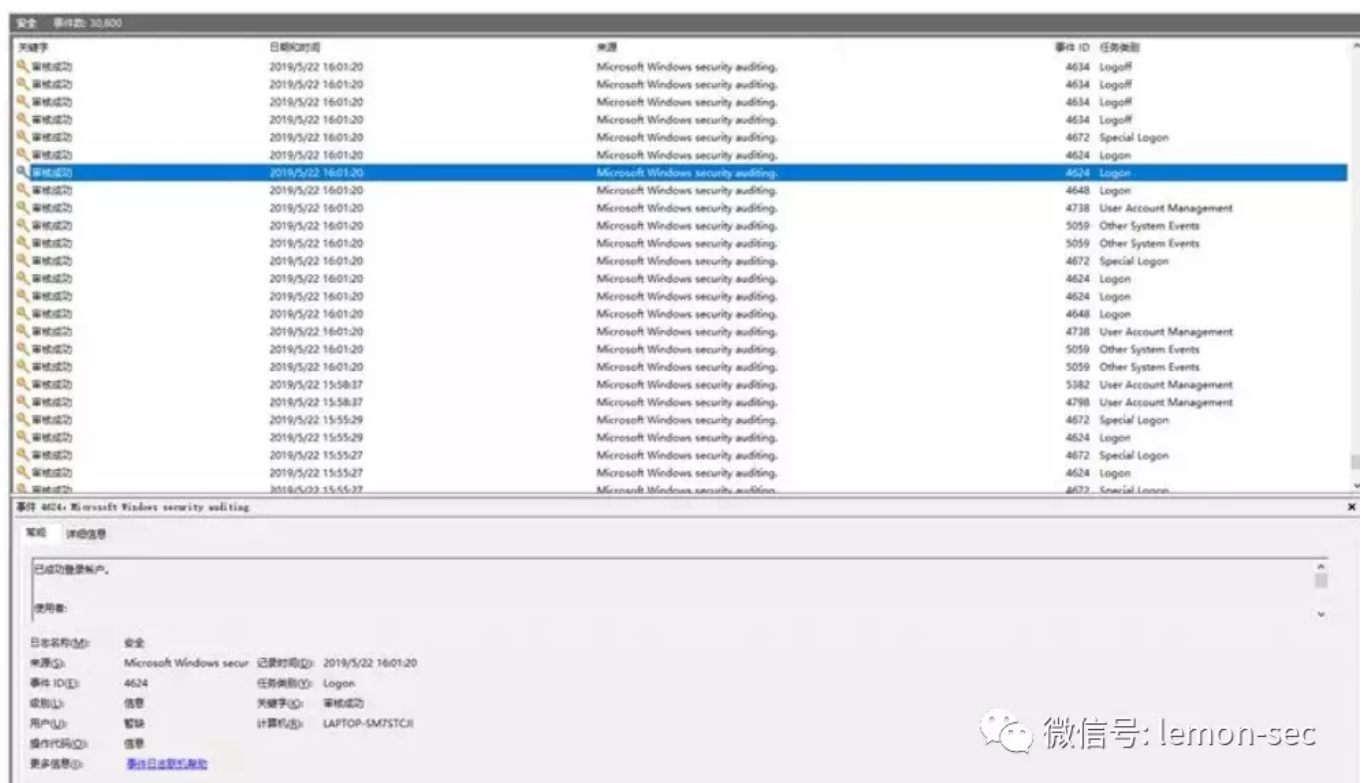 安全 事件数: 30,800
关键字 日期和时间 来源 事件 ID 任务类别
审核成功 2019/5/22 16:01:20 Microsoft Windows security auditing. 4634 Logoff
审核成功 2019/5/22 16:01:20 Microsoft Windows security auditing. 4634 Logoff
审核成功 2019/5/22 16:01:20 Microsoft Windows security auditing. 4634 Logoff
审核成功 2019/5/22 16:01:20 Microsoft Windows security auditing. 4634 Logoff
审核成功 2019/5/22 16:01:20 Microsoft Windows security auditing. 4672 Special Logon
审核成功 2019/5/22 16:01:20 Microsoft Windows security auditing. 4624 Logon
审核成功 2019/5/22 16:01:20 Microsoft Windows security auditing. 4624 Logon
审核成功 2019/5/22 16:01:20 Microsoft Windows security auditing. 4648 Logon
审核成功 2019/5/22 16:01:20 Microsoft Windows security auditing. 4738 User Account Management
审核成功 2019/5/22 16:01:20 Microsoft Windows security auditing. 5059 Other System Events
审核成功 2019/5/22 16:01:20 Microsoft Windows security auditing. 5059 Other System Events
审核成功 2019/5/22 16:01:20 Microsoft Windows security auditing. 4672 Special Logon
审核成功 2019/5/22 16:01:20 Microsoft Windows security auditing. 4624 Logon
审核成功 2019/5/22 16:01:20 Microsoft Windows security auditing. 4624 Logon
审核成功 2019/5/22 16:01:20 Microsoft Windows security auditing. 4648 Logon
审核成功 2019/5/22 16:01:20 Microsoft Windows security auditing. 4738 User Account Management
审核成功 2019/5/22 16:01:20 Microsoft Windows security auditing. 5059 Other System Events
审核成功 2019/5/22 16:01:20 Microsoft Windows security auditing. 5059 Other System Events
审核成功 2019/5/22 15:58:37 Microsoft Windows security auditing. 5382 User Account Management
审核成功 2019/5/22 15:58:37 Microsoft Windows security auditing. 4798 User Account Management
审核成功 2019/5/22 15:55:29 Microsoft Windows security auditing. 4672 Special Logon
审核成功 2019/5/22 15:55:29 Microsoft Windows security auditing. 4624 Logon
审核成功 2019/5/22 15:55:27 Microsoft Windows security auditing. 4672 Special Logon
审核成功 2019/5/22 15:55:27 Microsoft Windows security auditing. 4624 Logon
审核成功 2019/5/22 15:55:27 Microsoft Windows security auditing. 4672 Special Logon
事件 4624, Microsoft Windows security auditing.
常规 详细信息
已成功登录帐户。
使用者:
日志名称(M): 安全
来源(S): Microsoft Windows secur 记录时间(D): 2019/5/22 16:01:20
事件 ID(E): 4624 任务类别(Y): Logon
级别(L): 信息 关键字(K): 审核成功
用户(U): 暂缺 计算机(R): LAPTOP-SM7STCJI
操作代码(O): 信息
更多信息(I): 事件日志联机帮助
微信号: lemon-sec